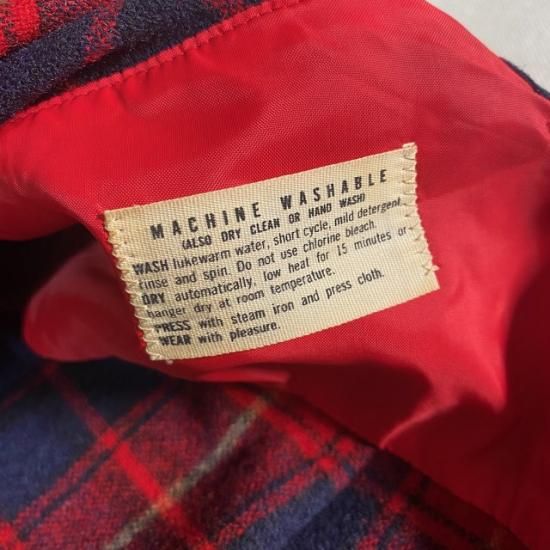 MACHINE WASHABLE
(ALSO DRY CLEAN OR HAND WASH)
WASH lukewarm water, short cycle, mild detergent,
rinse and spin. Do not use chlorine bleach.
DRY automatically, low heat for 15 minutes or
hanger dry at room temperature.
PRESS with steam iron and press cloth.
WEAR with pleasure.